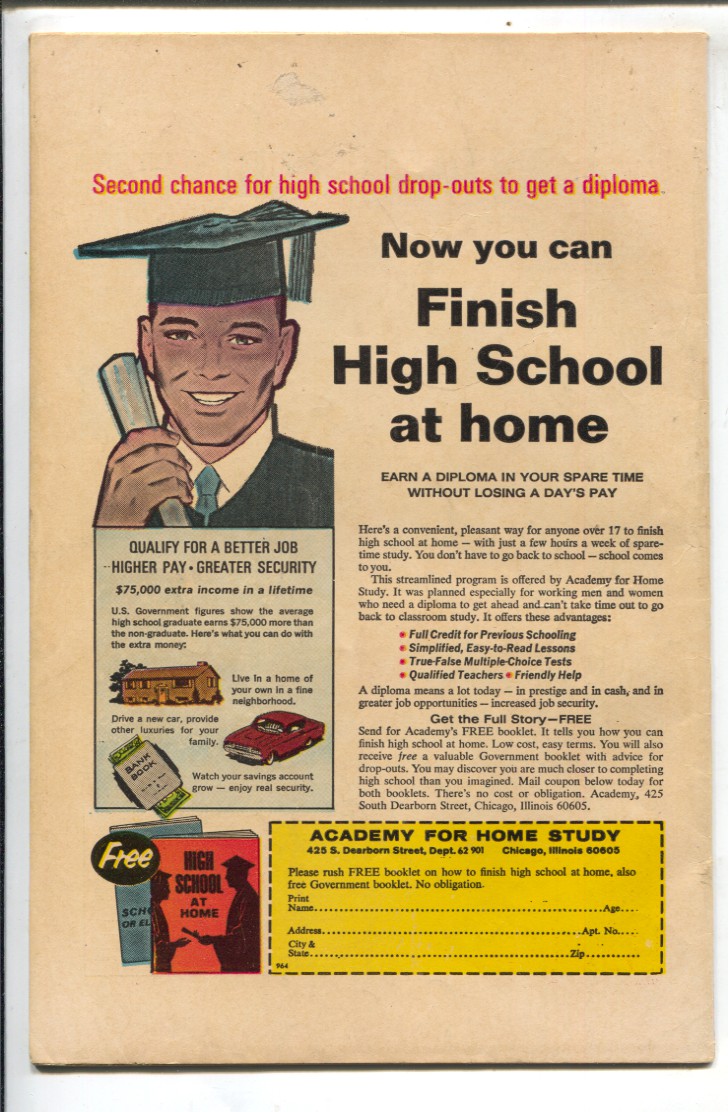 Second chance for high school drop-outs to get a diploma
Now you can
Finish
High School
at home
EARN A DIPLOMA IN YOUR SPARE TIME
WITHOUT LOSING A DAY'S PAY
QUALIFY FOR A BETTER JOB
HIGHER PAY • GREATER SECURITY
$75,000 extra income in a lifetime
U.S. Government figures show the average
high school graduate earns $75,000 more than
the non-graduate. Here's what you can do with
the extra money:
Live in a home of
your own in a fine
neighborhood.
Drive a new car, provide
other luxuries for your
family.
BANK
BOOK
Watch your savings account
grow — enjoy real security.
Here's a convenient, pleasant way for anyone over 17 to finish
high school at home — with just a few hours a week of spare-
time study. You don't have to go back to school — school comes
to you.
This streamlined program is offered by Academy for Home
Study. It was planned especially for working men and women
who need a diploma to get ahead and can't take time out to go
back to classroom study. It offers these advantages:
• Full Credit for Previous Schooling
• Simplified, Easy-to-Read Lessons
• True-False Multiple-Choice Tests
• Qualified Teachers • Friendly Help
A diploma means a lot today — in prestige and in cash, and in
greater job opportunities — increased job security.
Get the Full Story—FREE
Send for Academy's FREE booklet. It tells you how you can
finish high school at home. Low cost, easy terms. You will also
receive free a valuable Government booklet with advice for
drop-outs. You may discover you are much closer to completing
high school than you imagined. Mail coupon below today for
both booklets. There's no cost or obligation. Academy, 425
South Dearborn Street, Chicago, Illinois 60605.
Free
HIGH
SCHOOL
AT
HOME
SCHO
OR EL
ACADEMY FOR HOME STUDY
425 S. Dearborn Street, Dept. 62 901 Chicago, Illinois 60605
Please rush FREE booklet on how to finish high school at home, also
free Government booklet. No obligation.
Print
Name Age
Address Apt. No.
City &
State Zip
964